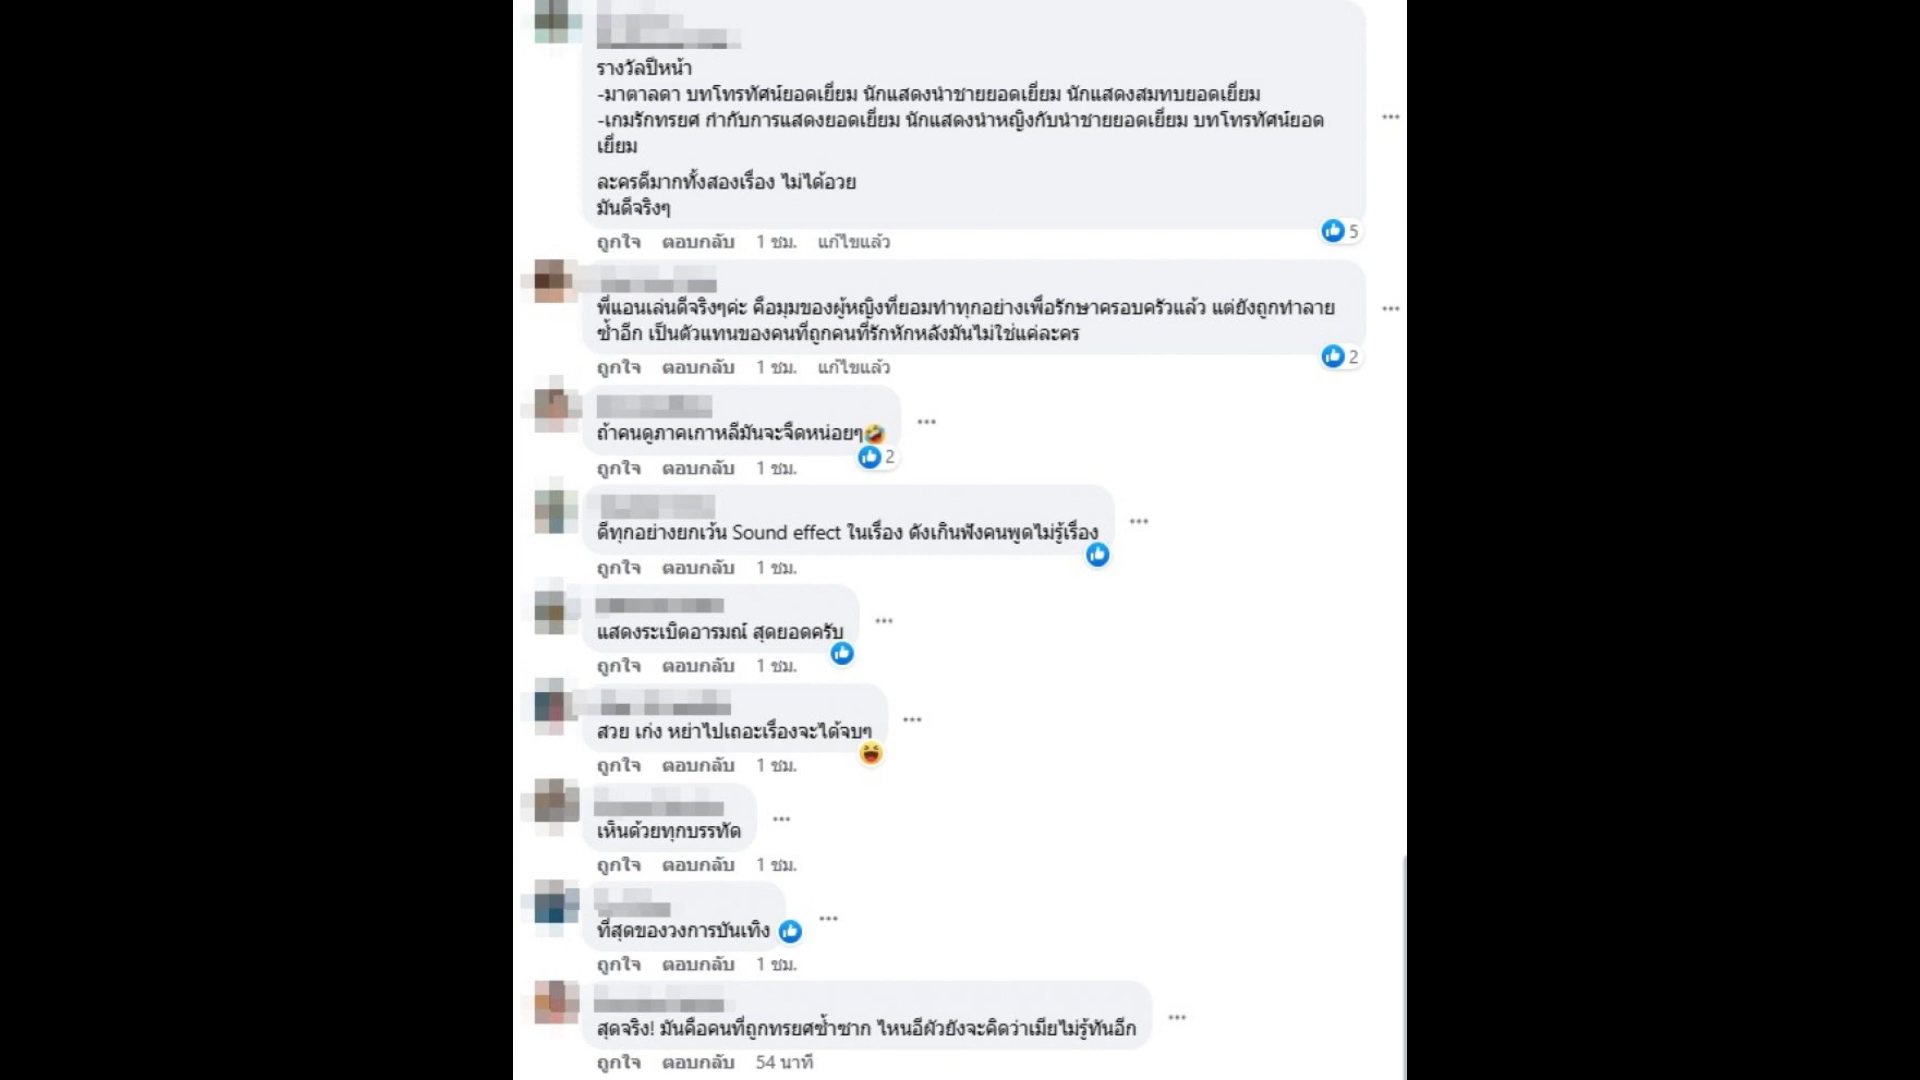 รางวัลปีหน้า
-มาตาลดา บทโทรทัศน์ยอดเยี่ยม นักแสดงนำชายยอดเยี่ยม นักแสดงสมทบยอดเยี่ยม
-เกมรักทรยศ กำกับการแสดงยอดเยี่ยม นักแสดงนำหญิงกับนำชายยอดเยี่ยม บทโทรทัศน์ยอด
เยี่ยม
ละครดีมากทั้งสองเรื่อง ไม่ได้อวย
มันดีจริงๆ
5
ถูกใจ ตอบกลับ 1 ชม. แก้ไขแล้ว
พี่แอนเล่นดีจริงๆค่ะ คือมุมของผู้หญิงที่ยอมทำทุกอย่างเพื่อรักษาครอบครัวแล้ว แต่ยังถูกทำลาย
ซ้ำอีก เป็นตัวแทนของคนที่ถูกคนที่รักหักหลังมันไม่ใช่แค่ละคร
2
ถูกใจ ตอบกลับ 1 ชม. แก้ไขแล้ว
ถ้าคนดูภาคเกาหลีมันจะจืดหน่อยๆ🤣
2
ถูกใจ ตอบกลับ 1 ชม.
ดีทุกอย่างยกเว้น Sound effect ในเรื่อง ดังเกินฟังคนพูดไม่รู้เรื่อง
ถูกใจ ตอบกลับ 1 ชม.
แสดงระเบิดอารมณ์ สุดยอดครับ
ถูกใจ ตอบกลับ 1 ชม.
สวย เก่ง หย่าไปเถอะเรื่องจะได้จบๆ
ถูกใจ ตอบกลับ 1 ชม.
เห็นด้วยทุกบรรทัด
ถูกใจ ตอบกลับ 1 ชม.
ที่สุดของวงการบันเทิง
ถูกใจ ตอบกลับ 1 ชม.
สุดจริง! มันคือคนที่ถูกทรยศซ้ำซาก ไหนอีผัวยังจะคิดว่าเมียไม่รู้ทันอีก
ถูกใจ ตอบกลับ 54 นาที